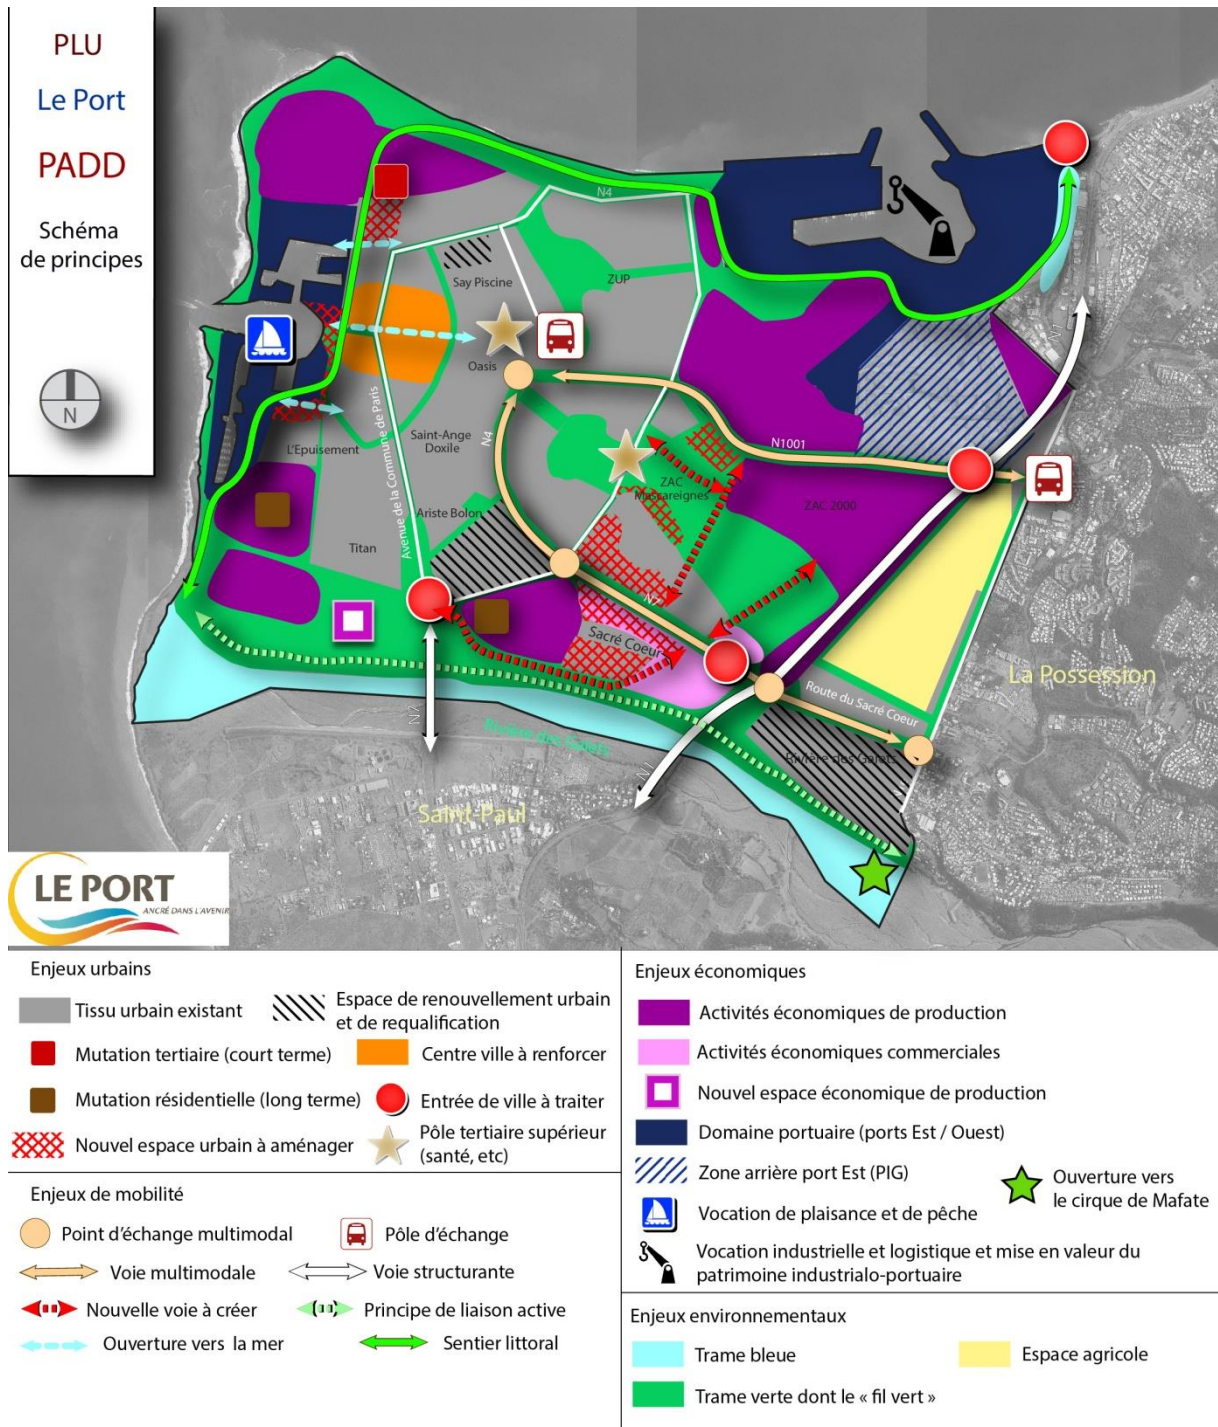 PLU
Le Port
PADD
Schéma
de principes
N
N4
Say Piscine
ZUP
Oasis
Avenue de la Commune de Paris
L'Epuisement
Saint-Ange
Doxile
N4
N1001
ZAC
Mascareignes
ZAC 2000
Ariste Bolon
Titan
N7
Sacré Coeur
La Possession
Route du Sacré Coeur
Rivière des Galets
Rivière des Galets
N7
N1
N1
Saint-Paul
LE PORT
ANCRÉ DANS L'AVENIR
Enjeux urbains
Tissu urbain existant
Espace de renouvellement urbain
et de requalification
Mutation tertiaire (court terme)
Centre ville à renforcer
Mutation résidentielle (long terme)
Entrée de ville à traiter
Nouvel espace urbain à aménager
Pôle tertiaire supérieur
(santé, etc)
Enjeux de mobilité
Point d'échange multimodal
Pôle d'échange
Voie multimodale
Voie structurante
Nouvelle voie à créer
Principe de liaison active
Ouverture vers la mer
Sentier littoral
Enjeux économiques
Activités économiques de production
Activités économiques commerciales
Nouvel espace économique de production
Domaine portuaire (ports Est / Ouest)
Zone arrière port Est (PIG)
Ouverture vers
le cirque de Mafate
Vocation de plaisance et de pêche
Vocation industrielle et logistique et mise en valeur du
patrimoine industrialo-portuaire
Enjeux environnementaux
Trame bleue
Espace agricole
Trame verte dont le « fil vert »